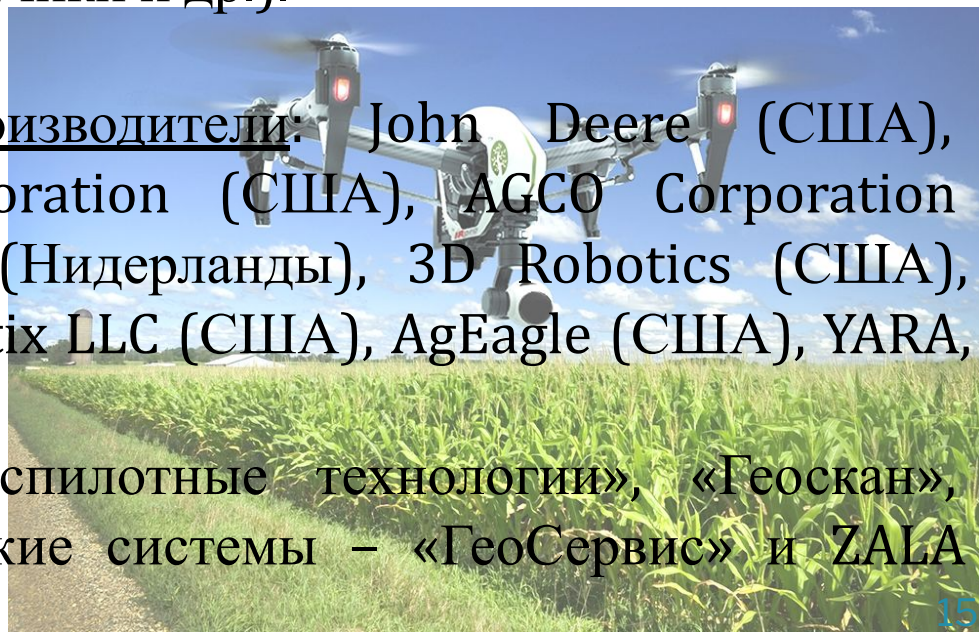 оизводители: John Deere (США),
oration (США), AGCO Corporation
(Нидерланды), 3D Robotics (США),
ix LLC (США), AgEagle (США), YARA,
спилотные технологии», «Геоскан»,
кие системы – «ГеоСервис» и ZALA
15